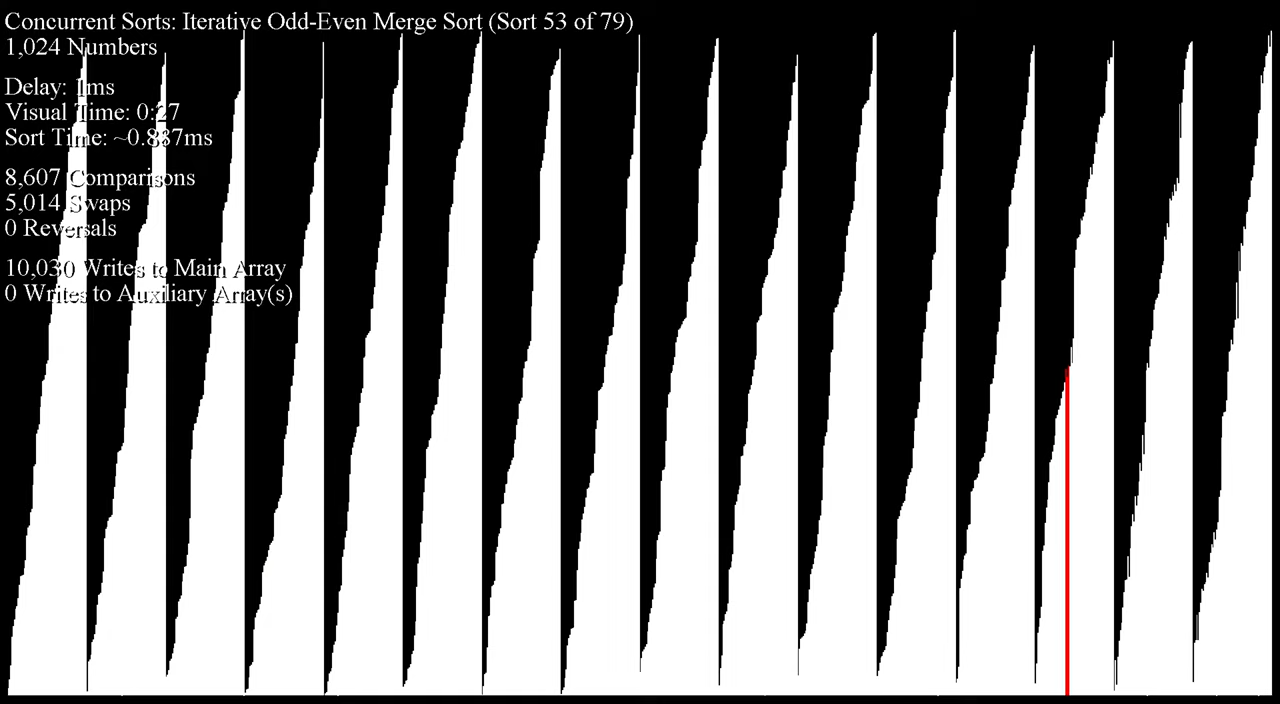 Concurrent Sorts: Iterative Odd-Even Merge Sort (Sort 53 of 79)
1,024 Numbers
Delay: 1ms
Visual Time: 0:27
Sort Time: ~0.887ms
8,607 Comparisons
5,014 Swaps
0 Reversals
10,030 Writes to Main Array
0 Writes to Auxiliary Array(s)